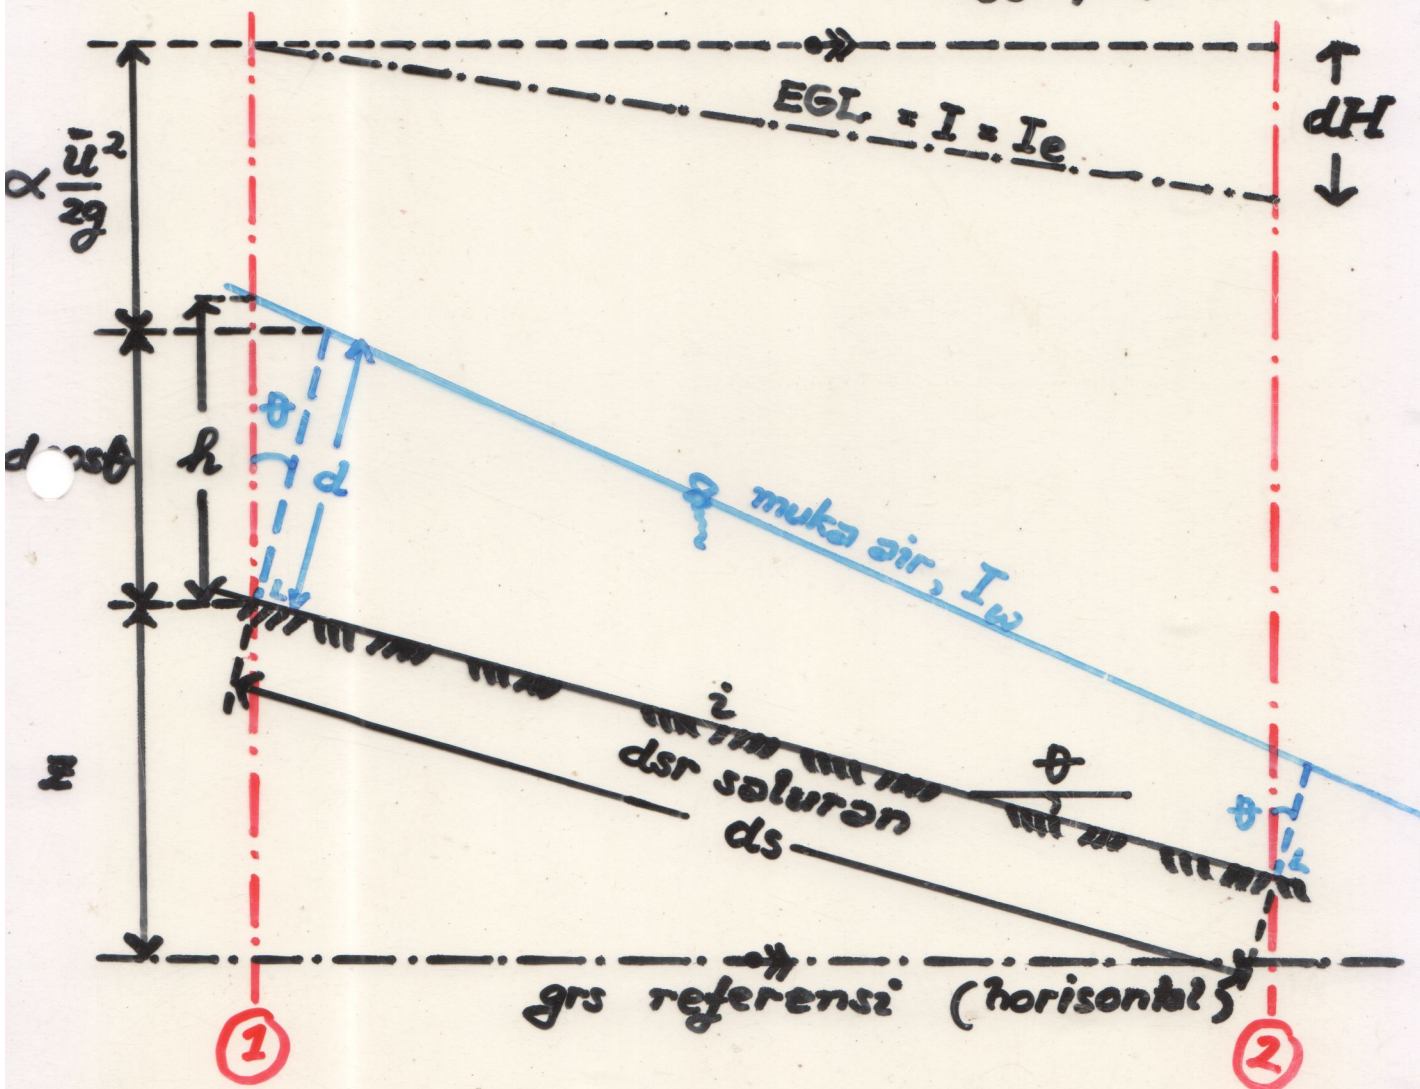 EGL = I = Ie
dH
α ū²/2g
θ
h
d
muka air, Iw
i
dsr saluran
θ
z
ds
θ
grs referensi (horisontal)
1
2